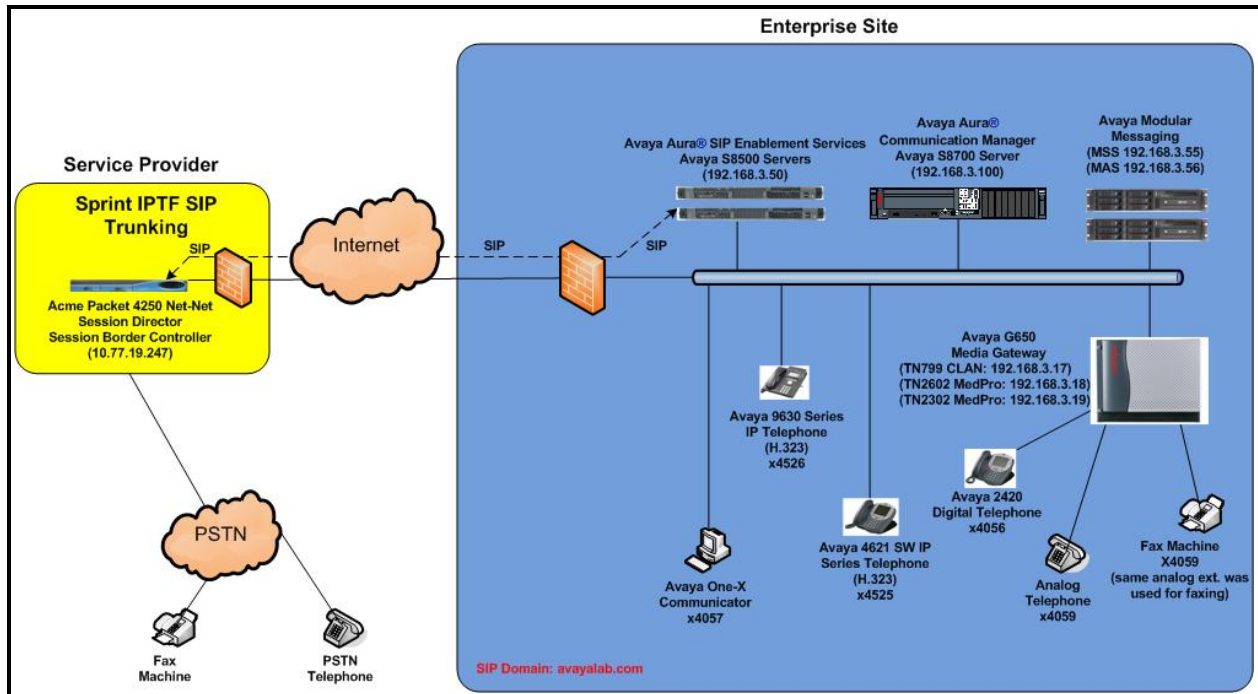 Enterprise Site
Service Provider
Sprint IPTF SIP
Trunking
SIP
Acme Packet 4250 Net-Net
Session Director
Session Border Controller
(10.77.19.247)
Internet
SIP
SIP
Avaya Aura® SIP Enablement Services
Avaya S8500 Servers
(192.168.3.50)
Avaya Aura®
Communication Manager
Avaya S8700 Server
(192.168.3.100)
Avaya Modular
Messaging
(MSS 192.168.3.55)
(MAS 192.168.3.56)
Avaya G650
Media Gateway
(TN799 CLAN: 192.168.3.17)
(TN2602 MedPro: 192.168.3.18)
(TN2302 MedPro: 192.168.3.19)
Avaya 9630 Series
IP Telephone
(H.323)
x4526
Avaya 2420
Digital Telephone
x4056
Avaya 4621 SW IP
Series Telephone
(H.323)
x4525
Fax Machine
X4059
(same analog ext. was
used for faxing)
Analog
Telephone
x4059
Avaya One-X
Communicator
x4057
PSTN
Fax
Machine
PSTN
Telephone
SIP Domain: avayalab.com